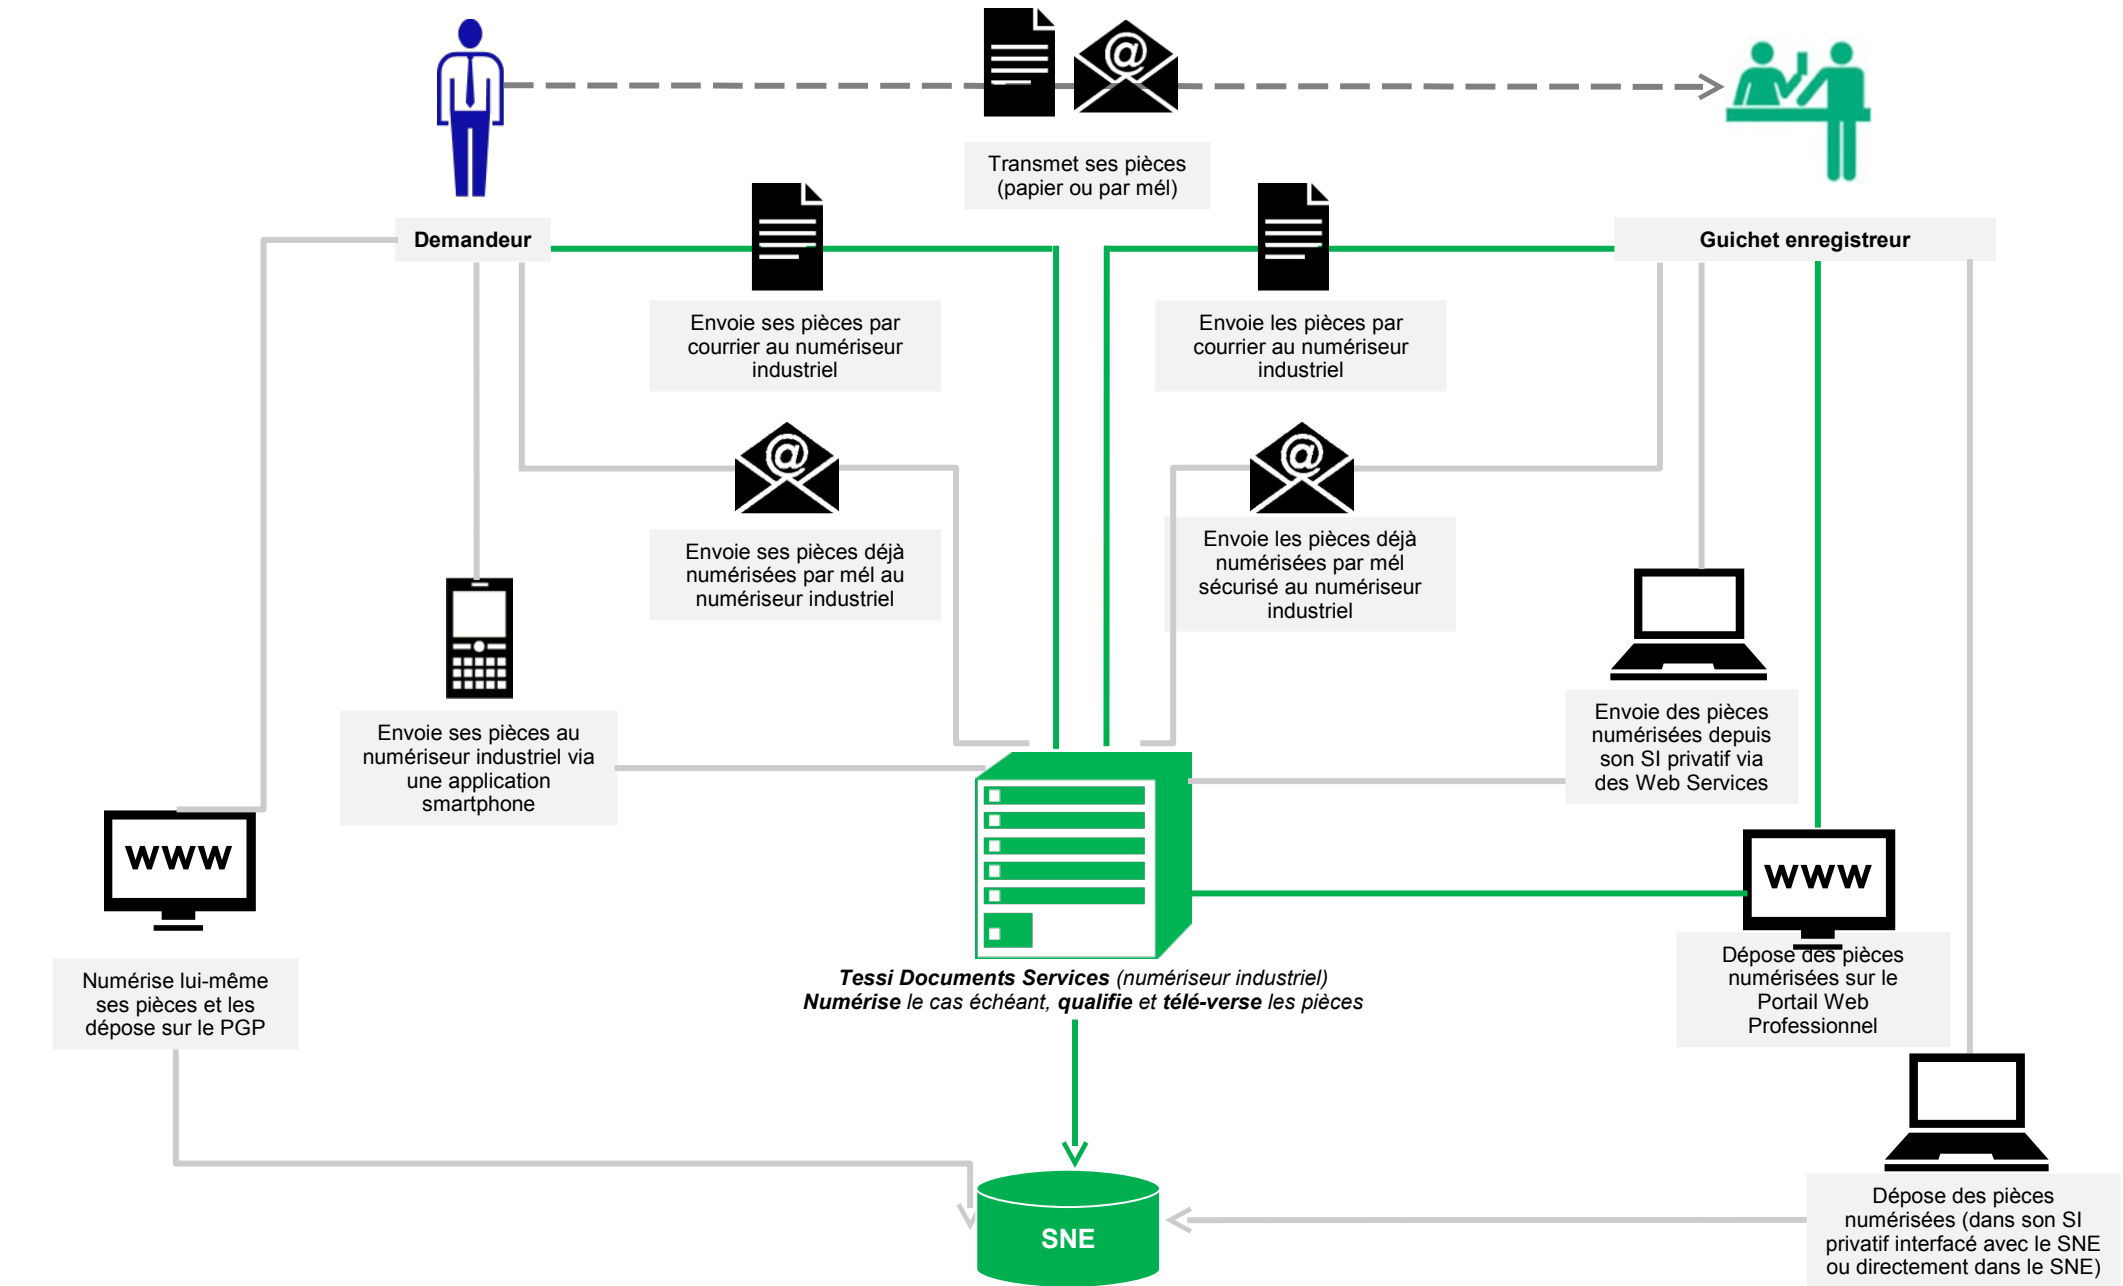 Transmet ses pièces
(papier ou par mél)
Demandeur
Guichet enregistreur
Envoie ses pièces par
courrier au numériseur
industriel
Envoie les pièces par
courrier au numériseur
industriel
Envoie ses pièces déjà
numérisées par mél au
numériseur industriel
Envoie les pièces déjà
numérisées par mél
sécurisé au numériseur
industriel
Envoie ses pièces au
numériseur industriel via
une application
smartphone
Envoie des pièces
numérisées depuis
son SI privatif via
des Web Services
www
www
Numérise lui-même
ses pièces et les
dépose sur le PGP
Tessi Documents Services (numériseur industriel)
Numérise le cas échéant, qualifie et télé-verse les pièces
Dépose des pièces
numérisées sur le
Portail Web
Professionnel
SNE
Dépose des pièces
numérisées (dans son SI
privatif interfacé avec le SNE
ou directement dans le SNE)